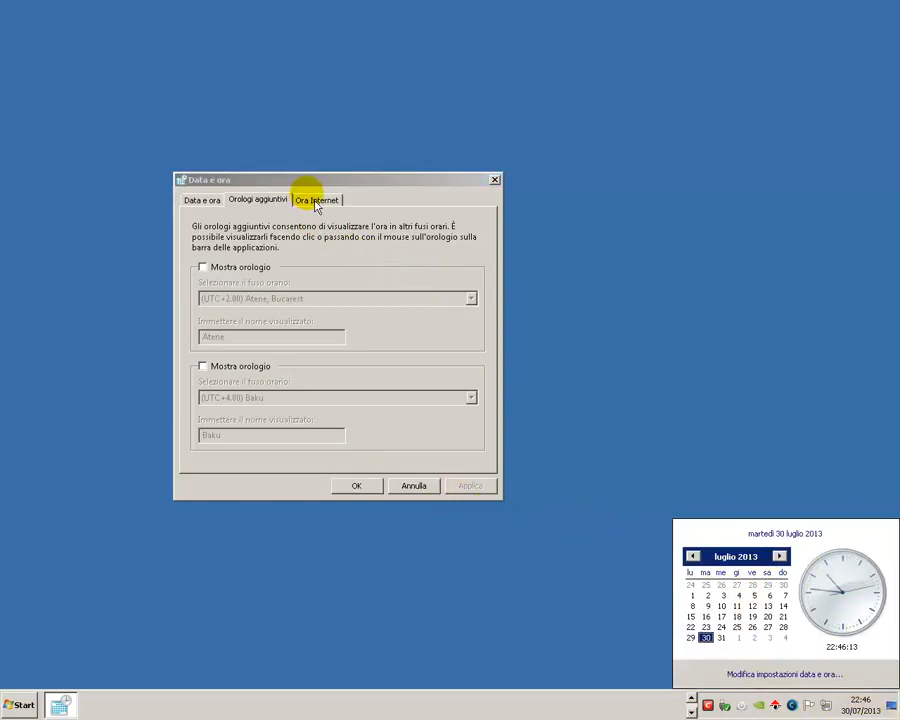 Data e ora
Data e ora
Orologi aggiuntivi
Ora Internet
Gli orologi aggiuntivi consentono di visualizzare l'ora in altri fusi orari. È
possibile visualizzarli facendo clic o passando con il mouse sull'orologio sulla
barra delle applicazioni.
Mostra orologio
Selezionare il fuso orario:
(UTC+2.00) Atene, Bucarest
Immettere il nome visualizzato:
Atene
Mostra orologio
Selezionare il fuso orario:
(UTC+4.00) Baku
Immettere il nome visualizzato:
Baku
OK Annulla Applica
martedì 30 luglio 2013
luglio 2013
lu ma me gi ve sa do
24 25 26 27 28 29 30
1 2 3 4 5 6 7
8 9 10 11 12 13 14
15 16 17 18 19 20 21
22 23 24 25 26 27 28
29 30 31 1 2 3 4
22:46:13
Modifica impostazioni data e ora...
Start
22:46
30/07/2013